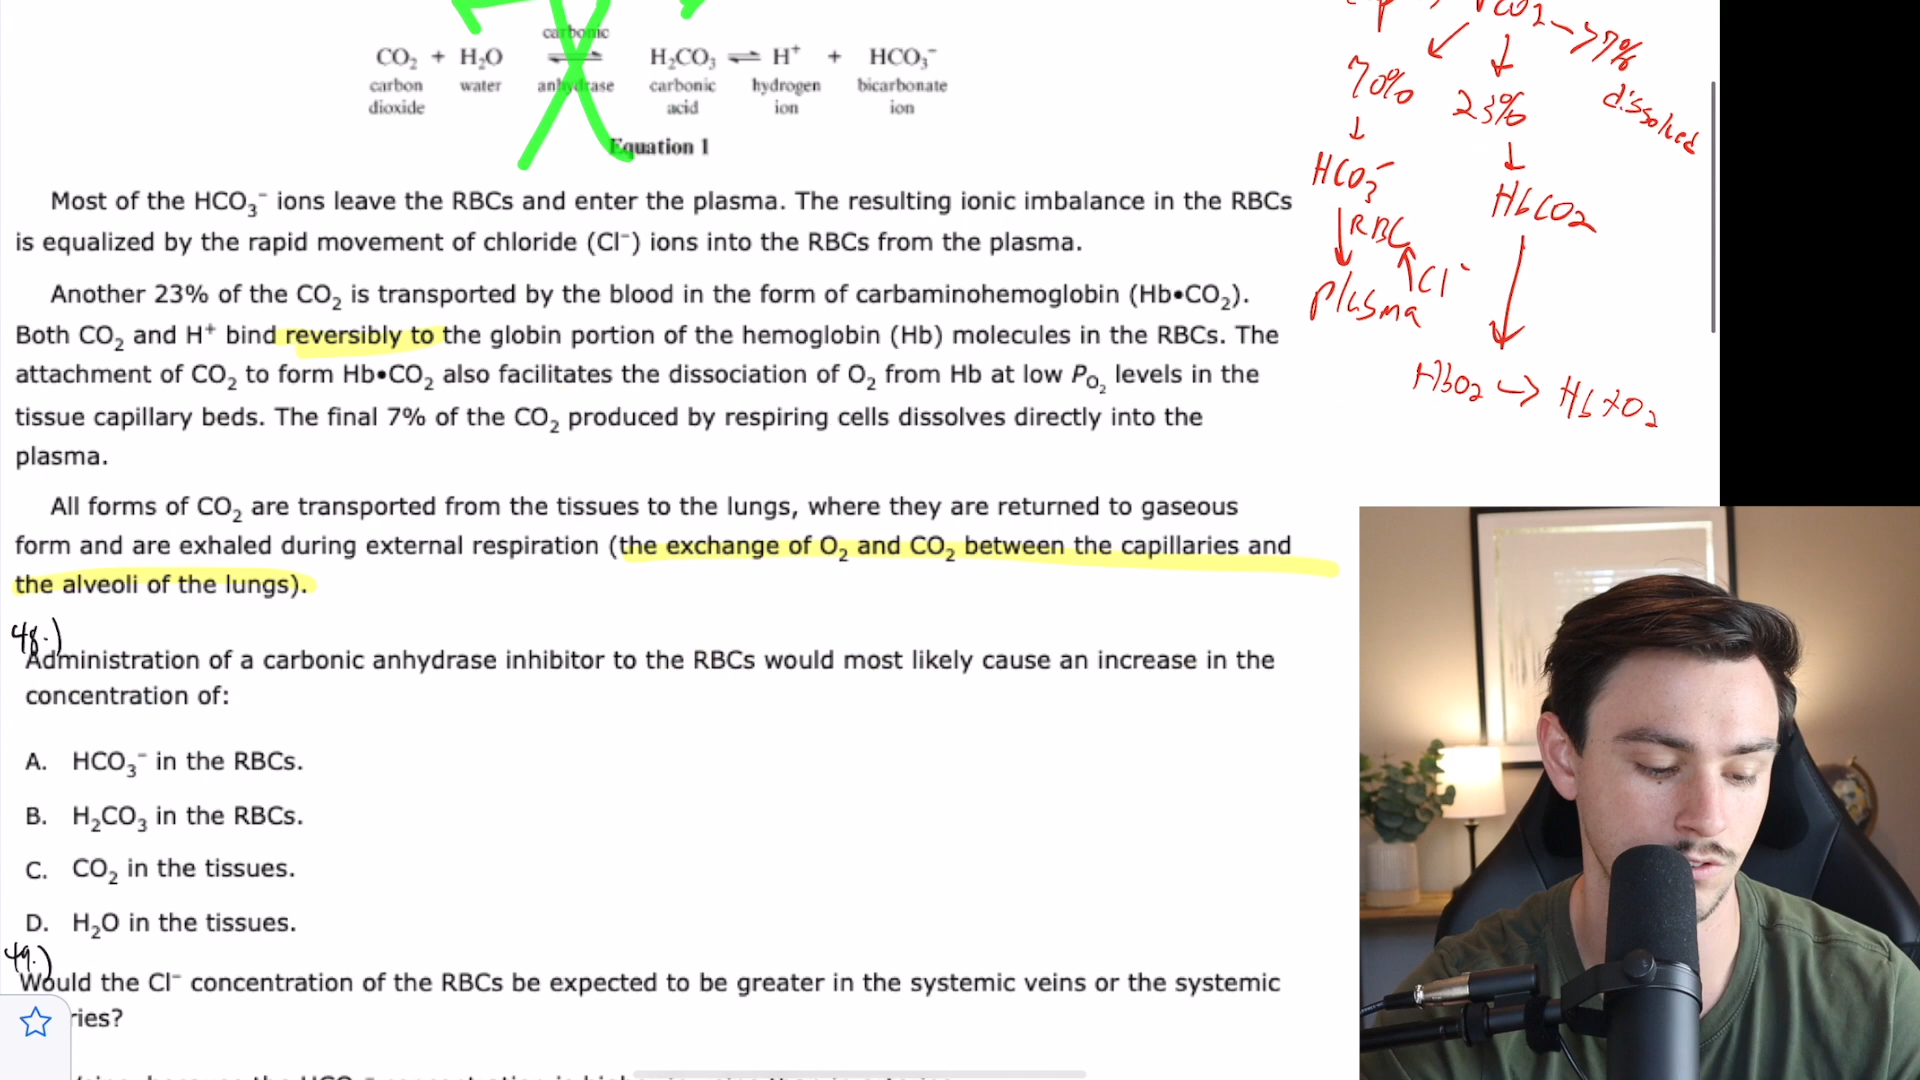 carbonic
CO₂ + H₂O ⇌ H₂CO₃ ⇌ H⁺ + HCO₃⁻
carbon water anhydrase carbonic hydrogen bicarbonate
dioxide acid ion ion
Equation 1
Most of the HCO₃⁻ ions leave the RBCs and enter the plasma. The resulting ionic imbalance in the RBCs
is equalized by the rapid movement of chloride (Cl⁻) ions into the RBCs from the plasma.
Another 23% of the CO₂ is transported by the blood in the form of carbaminohemoglobin (Hb•CO₂).
Both CO₂ and H⁺ bind reversibly to the globin portion of the hemoglobin (Hb) molecules in the RBCs. The
attachment of CO₂ to form Hb•CO₂ also facilitates the dissociation of O₂ from Hb at low P_O₂ levels in the
tissue capillary beds. The final 7% of the CO₂ produced by respiring cells dissolves directly into the
plasma.
All forms of CO₂ are transported from the tissues to the lungs, where they are returned to gaseous
form and are exhaled during external respiration (the exchange of O₂ and CO₂ between the capillaries and
the alveoli of the lungs).
48.)
Administration of a carbonic anhydrase inhibitor to the RBCs would most likely cause an increase in the
concentration of:
A. HCO₃⁻ in the RBCs.
B. H₂CO₃ in the RBCs.
C. CO₂ in the tissues.
D. H₂O in the tissues.
49.)
Would the Cl⁻ concentration of the RBCs be expected to be greater in the systemic veins or the systemic
ries?
CO₂ → 7%
dissolved
70% 23%
↓ ↓
HCO₃⁻ HbCO₂
↓ RBC
↑ Cl⁻
plasma
HbO₂ → Hb + O₂